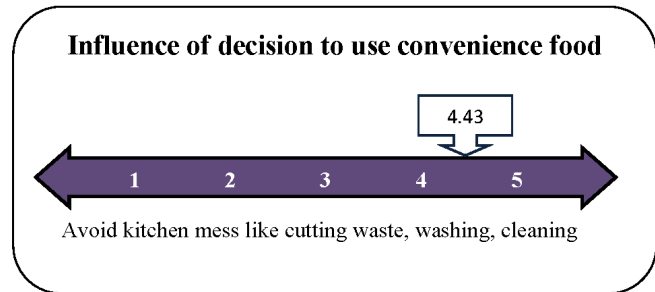 Influence of decision to use convenience food
4.43
1 2 3 4 5
Avoid kitchen mess like cutting waste, washing, cleaning